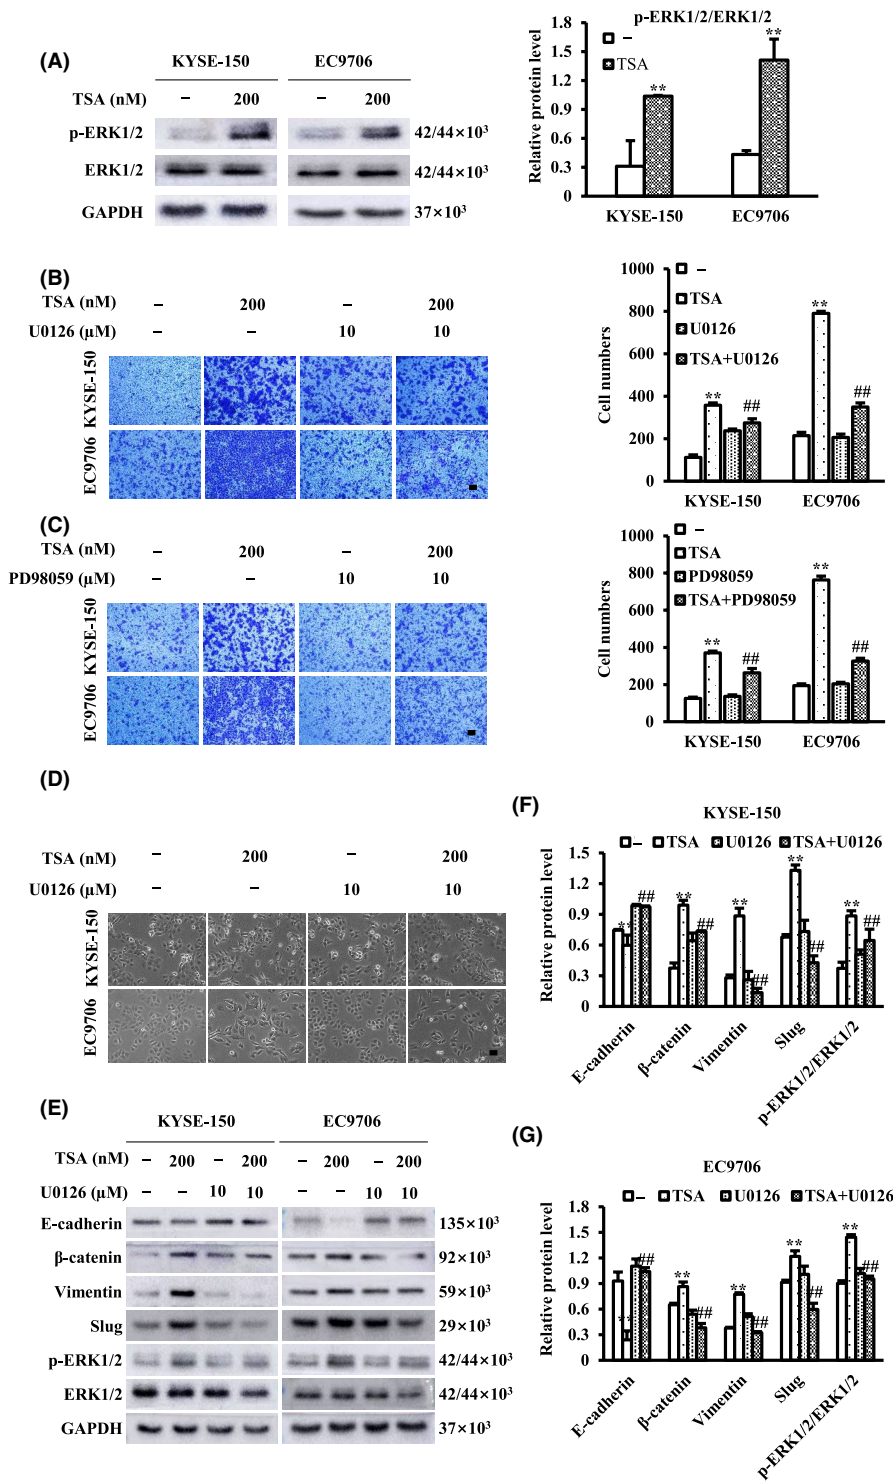 (A)
KYSE-150 EC9706
TSA (nM) – 200 – 200
p-ERK1/2 42/44×10³
ERK1/2 42/44×10³
GAPDH 37×10³
p-ERK1/2/ERK1/2
Relative protein level
1.8
1.5
1.2
0.9
0.6
0.3
0
–
TSA
**
**
KYSE-150 EC9706
(B)
TSA (nM) – 200 – 200
U0126 (µM) – – 10 10
KYSE-150
EC9706
Cell numbers
1000
800
600
400
200
0
–
TSA
U0126
TSA+U0126
** ##
** ##
KYSE-150 EC9706
(C)
TSA (nM) – 200 – 200
PD98059 (µM) – – 10 10
KYSE-150
EC9706
Cell numbers
1000
800
600
400
200
0
–
TSA
PD98059
TSA+PD98059
** ##
** ##
KYSE-150 EC9706
(D)
TSA (nM) – 200 – 200
U0126 (µM) – – 10 10
KYSE-150
EC9706
(E)
KYSE-150 EC9706
TSA (nM) – 200 – 200 – 200 – 200
U0126 (µM) – – 10 10 – – 10 10
E-cadherin 135×10³
β-catenin 92×10³
Vimentin 59×10³
Slug 29×10³
p-ERK1/2 42/44×10³
ERK1/2 42/44×10³
GAPDH 37×10³
(F)
KYSE-150
– TSA U0126 TSA+U0126
Relative protein level
1.5
1.2
0.9
0.6
0.3
0
** ## ** ## ** ## ** ## ** ##
E-cadherin
β-catenin
Vimentin
Slug
p-ERK1/2/ERK1/2
(G)
EC9706
– TSA U0126 TSA+U0126
Relative protein level
1.8
1.5
1.2
0.9
0.6
0.3
0
** ## ** ## ** ## ** ## ** ##
E-cadherin
β-catenin
Vimentin
Slug
p-ERK1/2/ERK1/2